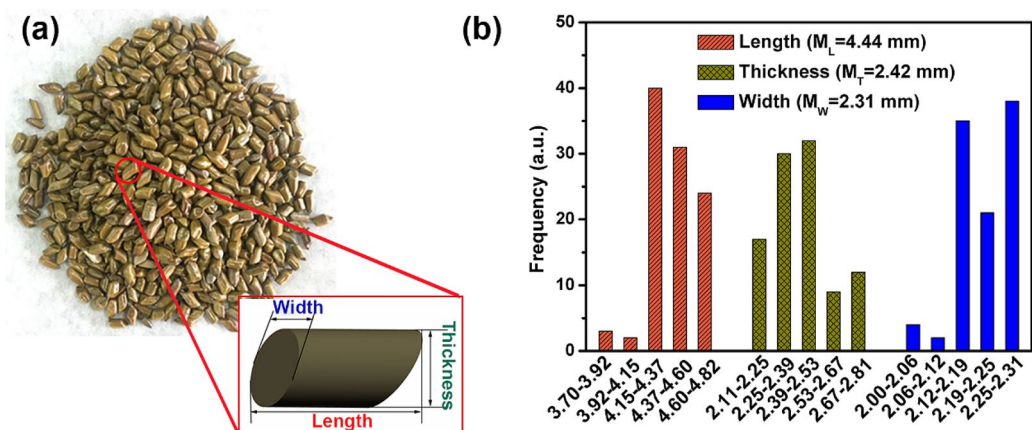 (a)
Width
Thickness
Length
(b)
Length (M_L=4.44 mm)
Thickness (M_T=2.42 mm)
Width (M_W=2.31 mm)
Frequency (a.u.)
50
40
30
20
10
0
3.70-3.92
3.92-4.15
4.15-4.37
4.37-4.60
4.60-4.82
2.11-2.25
2.25-2.39
2.39-2.53
2.53-2.67
2.67-2.81
2.00-2.06
2.06-2.12
2.12-2.19
2.19-2.25
2.25-2.31